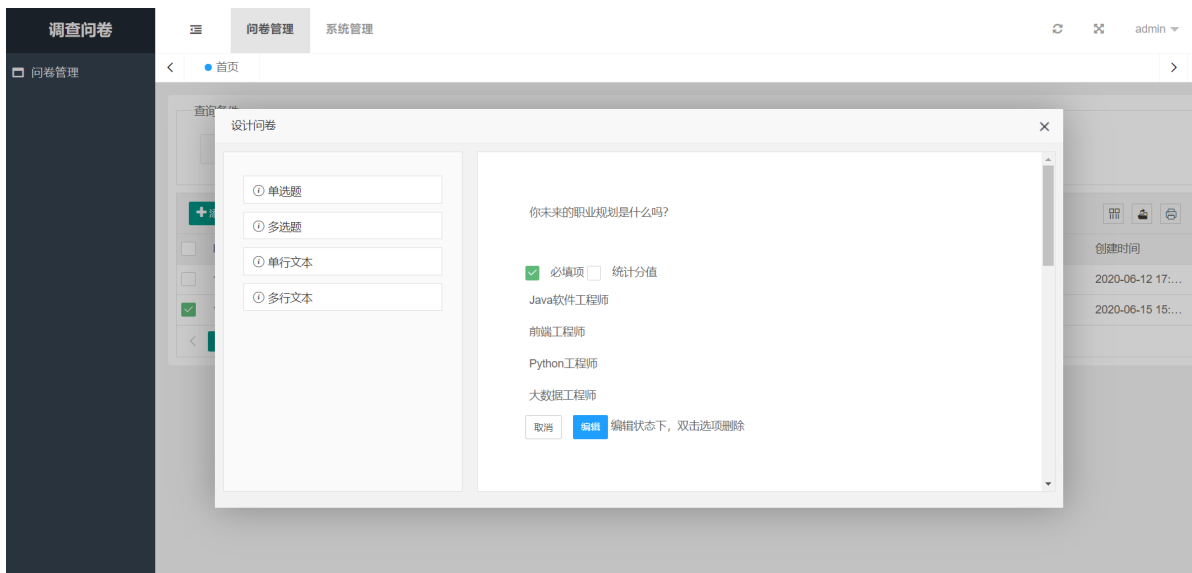 调查问卷
问卷管理
系统管理
admin
问卷管理
首页
设计问卷
单选题
多选题
单行文本
多行文本
你未来的职业规划是什么吗?
必填项 统计分值
Java软件工程师
前端工程师
Python工程师
大数据工程师
取消 编辑 编辑状态下，双击选项删除
创建时间
2020-06-12 17:...
2020-06-15 15:...